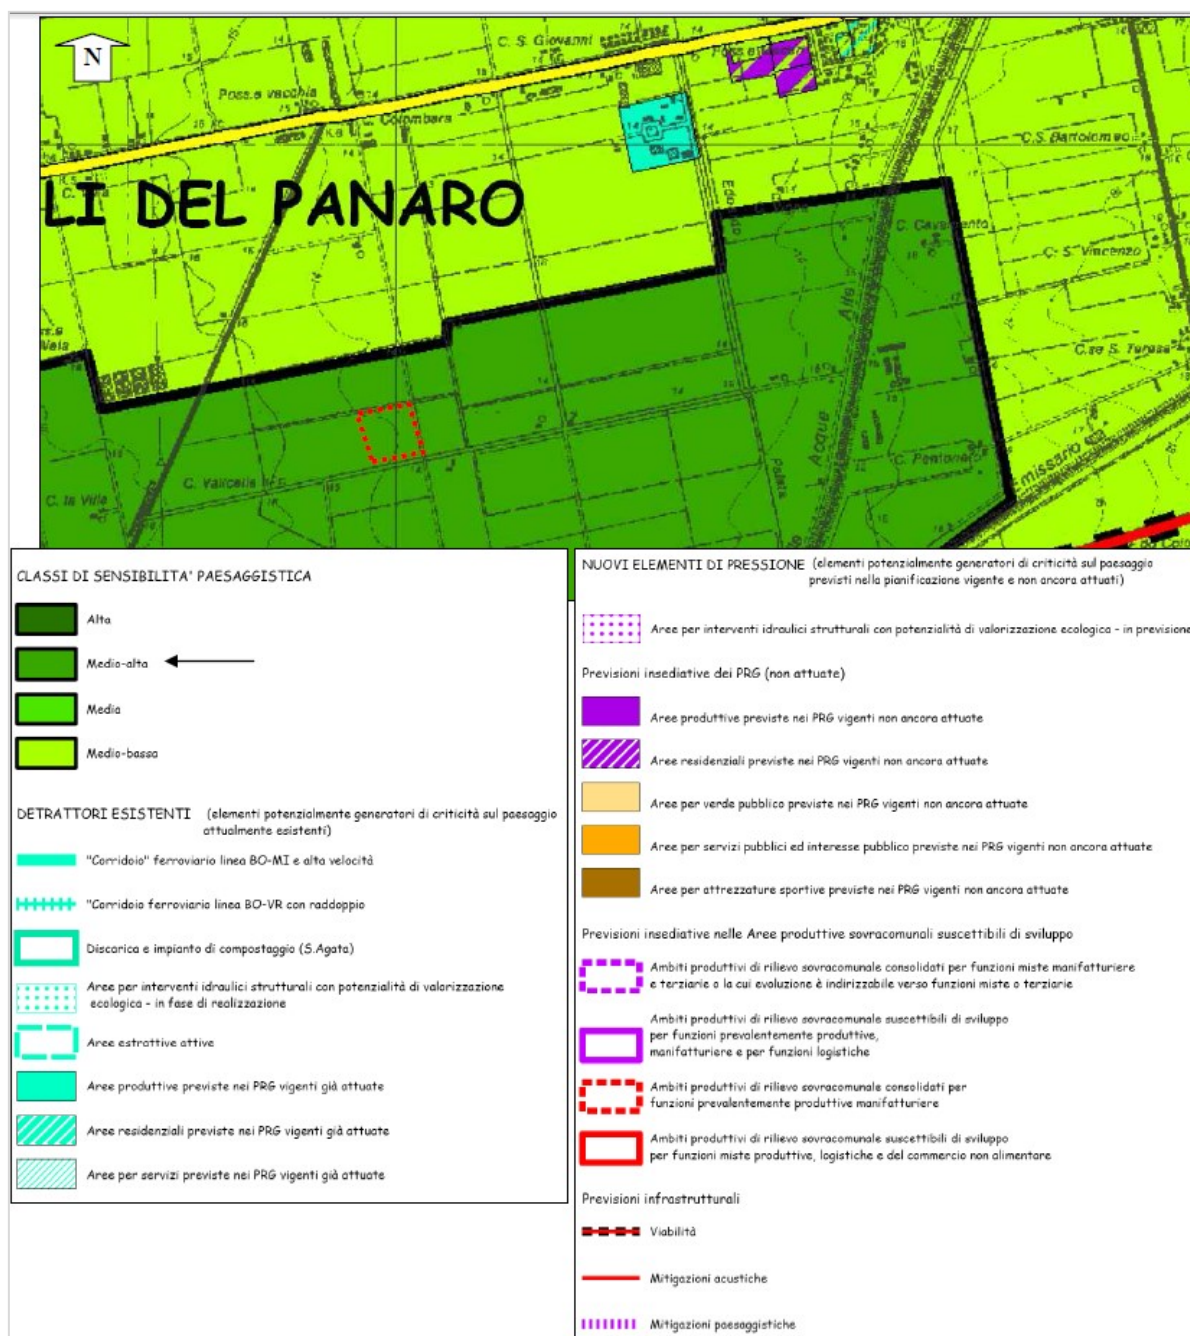 N
C. S. Giovanni
Poss.e vacchia
Colombara
C.S. Bartolomeo
LI DEL PANARO
C. Cavamento
C. S. Vincenzo
Alte
C.se S. Teresa
Acque
C. Valicelle
C. la Villa
CLASSI DI SENSIBILITA' PAESAGGISTICA
Alta
Medio-alta
Media
Medio-bassa
DETRATTORI ESISTENTI (elementi potenzialmente generatori di criticità sul paesaggio
attualmente esistenti)
"Corridoio" ferroviario linea BO-MI e alta velocità
"Corridoio ferroviario linea BO-VR con raddoppio
Discarica e impianto di compostaggio (S.Agata)
Aree per interventi idraulici strutturali con potenzialità di valorizzazione
ecologica - in fase di realizzazione
Aree estrattive attive
Aree produttive previste nei PRG vigenti già attuate
Aree residenziali previste nei PRG vigenti già attuate
Aree per servizi previste nei PRG vigenti già attuate
NUOVI ELEMENTI DI PRESSIONE (elementi potenzialmente generatori di criticità sul paesaggio
previsti nella pianificazione vigente e non ancora attuati)
Aree per interventi idraulici strutturali con potenzialità di valorizzazione ecologica - in previsione
Previsioni insediative dei PRG (non attuate)
Aree produttive previste nei PRG vigenti non ancora attuate
Aree residenziali previste nei PRG vigenti non ancora attuate
Aree per verde pubblico previste nei PRG vigenti non ancora attuate
Aree per servizi pubblici ed interesse pubblico previste nei PRG vigenti non ancora attuate
Aree per attrezzature sportive previste nei PRG vigenti non ancora attuate
Previsioni insediative nelle Aree produttive sovracomunali suscettibili di sviluppo
Ambiti produttivi di rilievo sovracomunale consolidati per funzioni miste manifatturiere
e terziarie o la cui evoluzione è indirizzabile verso funzioni miste o terziarie
Ambiti produttivi di rilievo sovracomunale suscettibili di sviluppo
per funzioni prevalentemente produttive,
manifatturiere e per funzioni logistiche
Ambiti produttivi di rilievo sovracomunale consolidati per
funzioni prevalentemente produttive manifatturiere
Ambiti produttivi di rilievo sovracomunale suscettibili di sviluppo
per funzioni miste produttive, logistiche e del commercio non alimentare
Previsioni infrastrutturali
Viabilità
Mitigazioni acustiche
Mitigazioni paesaggistiche